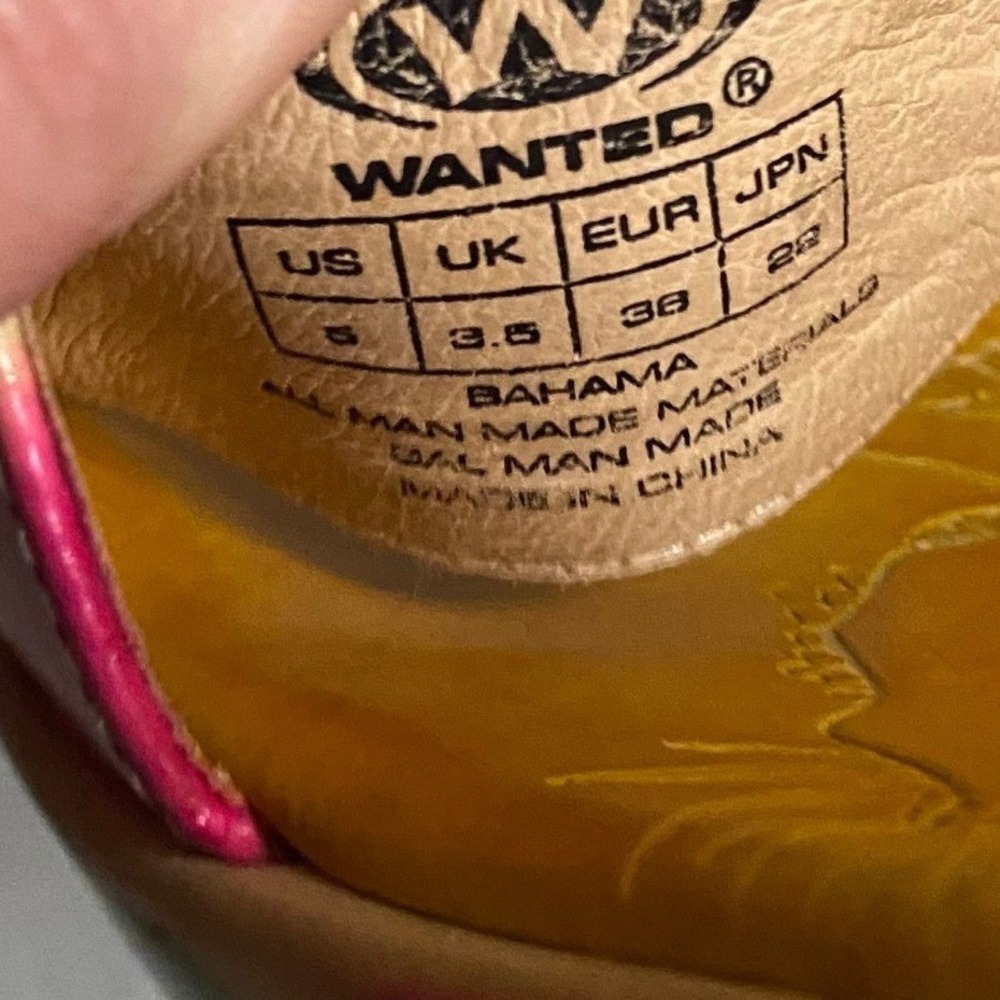 W
WANTED®
US UK EUR JPN
5 3.5 36 22
BAHAMA
ALL MAN MADE MATERIALS
BAL MAN MADE
MADE IN CHINA